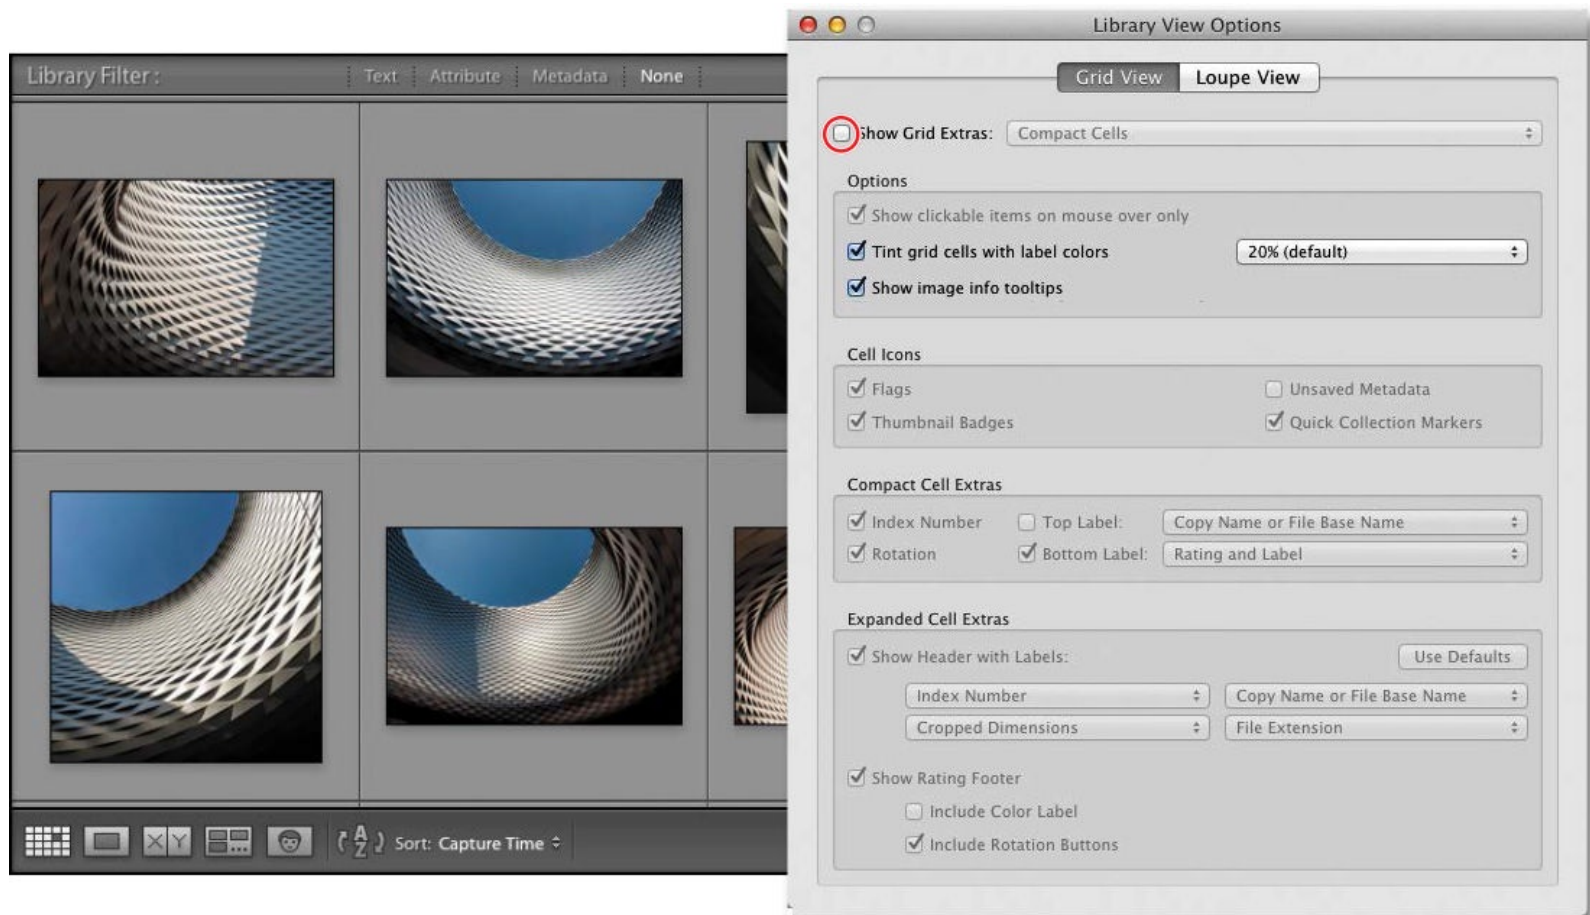 Library View Options
Library Filter : Text Attribute Metadata None
Grid View Loupe View
Show Grid Extras: Compact Cells
Options
Show clickable items on mouse over only
Tint grid cells with label colors 20% (default)
Show image info tooltips
Cell Icons
Flags Unsaved Metadata
Thumbnail Badges Quick Collection Markers
Compact Cell Extras
Index Number Top Label: Copy Name or File Base Name
Rotation Bottom Label: Rating and Label
Expanded Cell Extras
Show Header with Labels: Use Defaults
Index Number Copy Name or File Base Name
Cropped Dimensions File Extension
Show Rating Footer
Include Color Label
Include Rotation Buttons
X Y A Z Sort: Capture Time